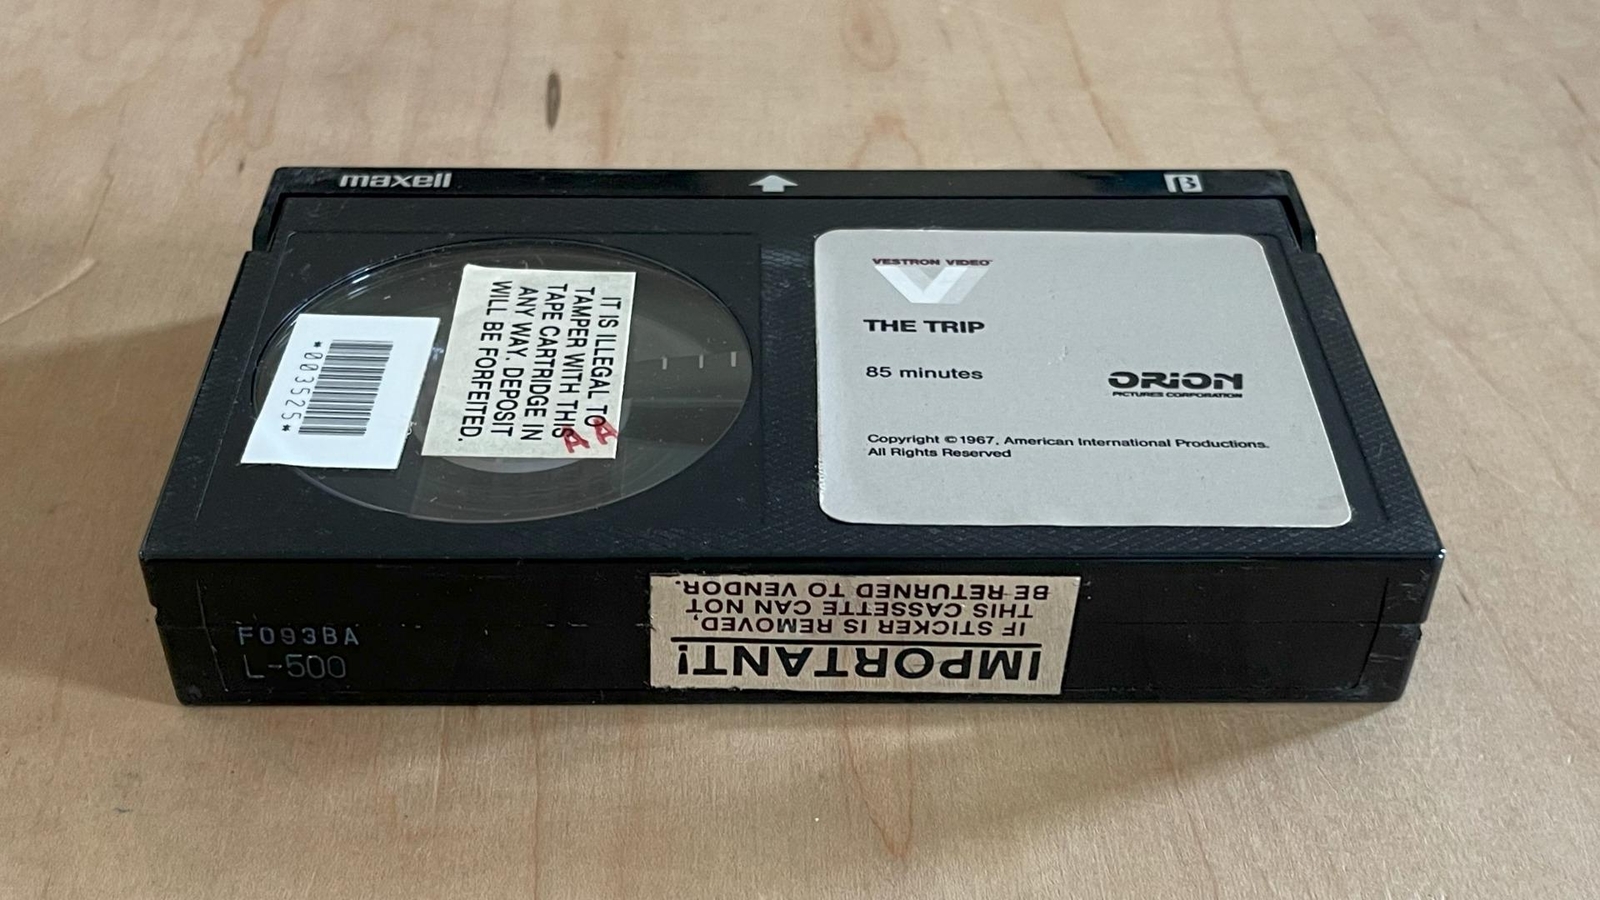 maxell
β
VESTRON VIDEO
THE TRIP
85 minutes
ORION
PICTURES CORPORATION
Copyright ©1967, American International Productions.
All Rights Reserved
IT IS ILLEGAL TO
TAMPER WITH THIS
TAPE CARTRIDGE IN
ANY WAY. DEPOSIT
WILL BE FORFEITED.
*003525*
F093BA
L-500
IMPORTANT!
IF STICKER IS REMOVED,
THIS CASSETTE CAN NOT
BE RETURNED TO VENDOR.